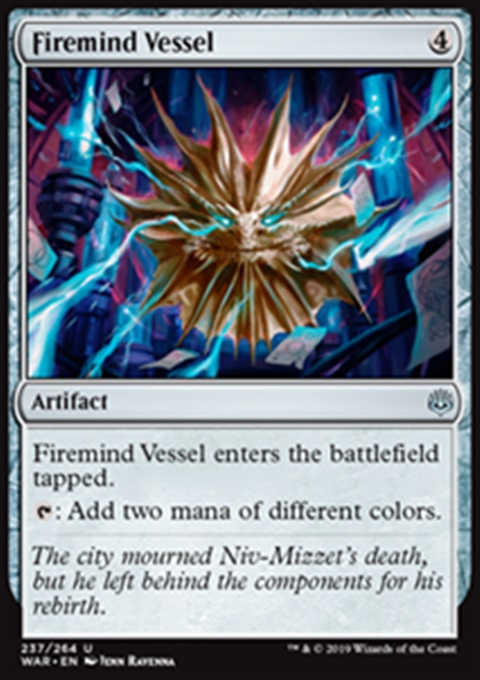 Firemind Vessel 4
Artifact
Firemind Vessel enters the battlefield
tapped.
: Add two mana of different colors.
The city mourned Niv-Mizzet's death,
but he left behind the components for his
rebirth.
237/264 U
WAR • EN Jenn Ravenna
™ & © 2019 Wizards of the Coast